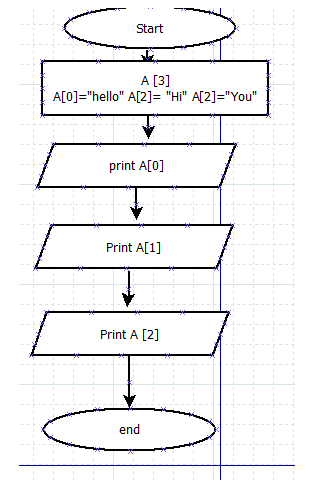 Start
A [3]
A[0]="hello" A[2]= "Hi" A[2]="You"
print A[0]
Print A[1]
Print A [2]
end